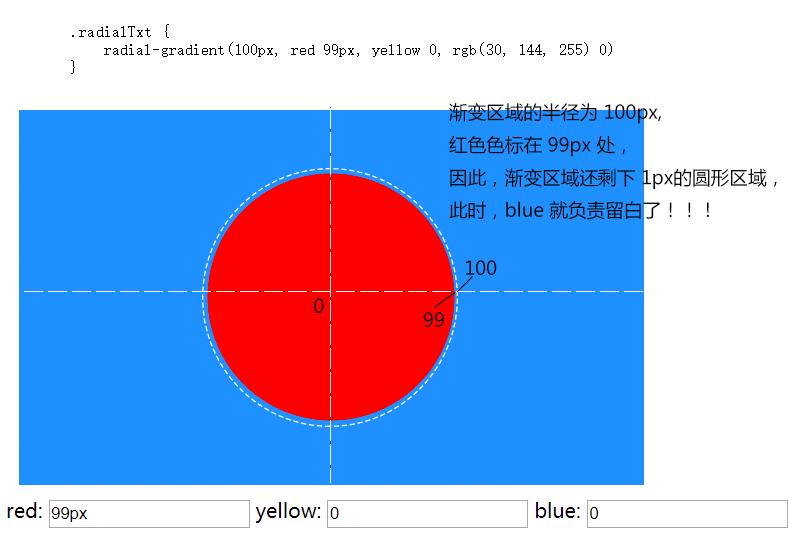 .radialTxt {
radial-gradient(100px, red 99px, yellow 0, rgb(30, 144, 255) 0)
}
渐变区域的半径为 100px,
红色色标在 99px 处，
因此，渐变区域还剩下 1px的圆形区域，
此时，blue 就负责留白了！！！
100
0
99
red: 99px yellow: 0 blue: 0